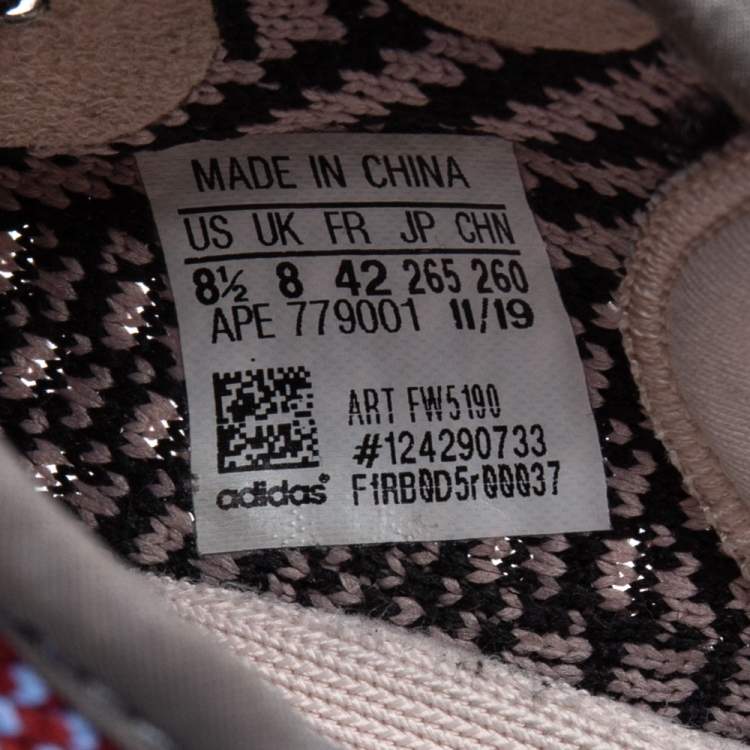 MADE IN CHINA
US UK FR JP CHN
8½ 8 42 265 260
APE 779001 11/19
ART FW5190
#124290733
adidas® F1RB0D5r00037